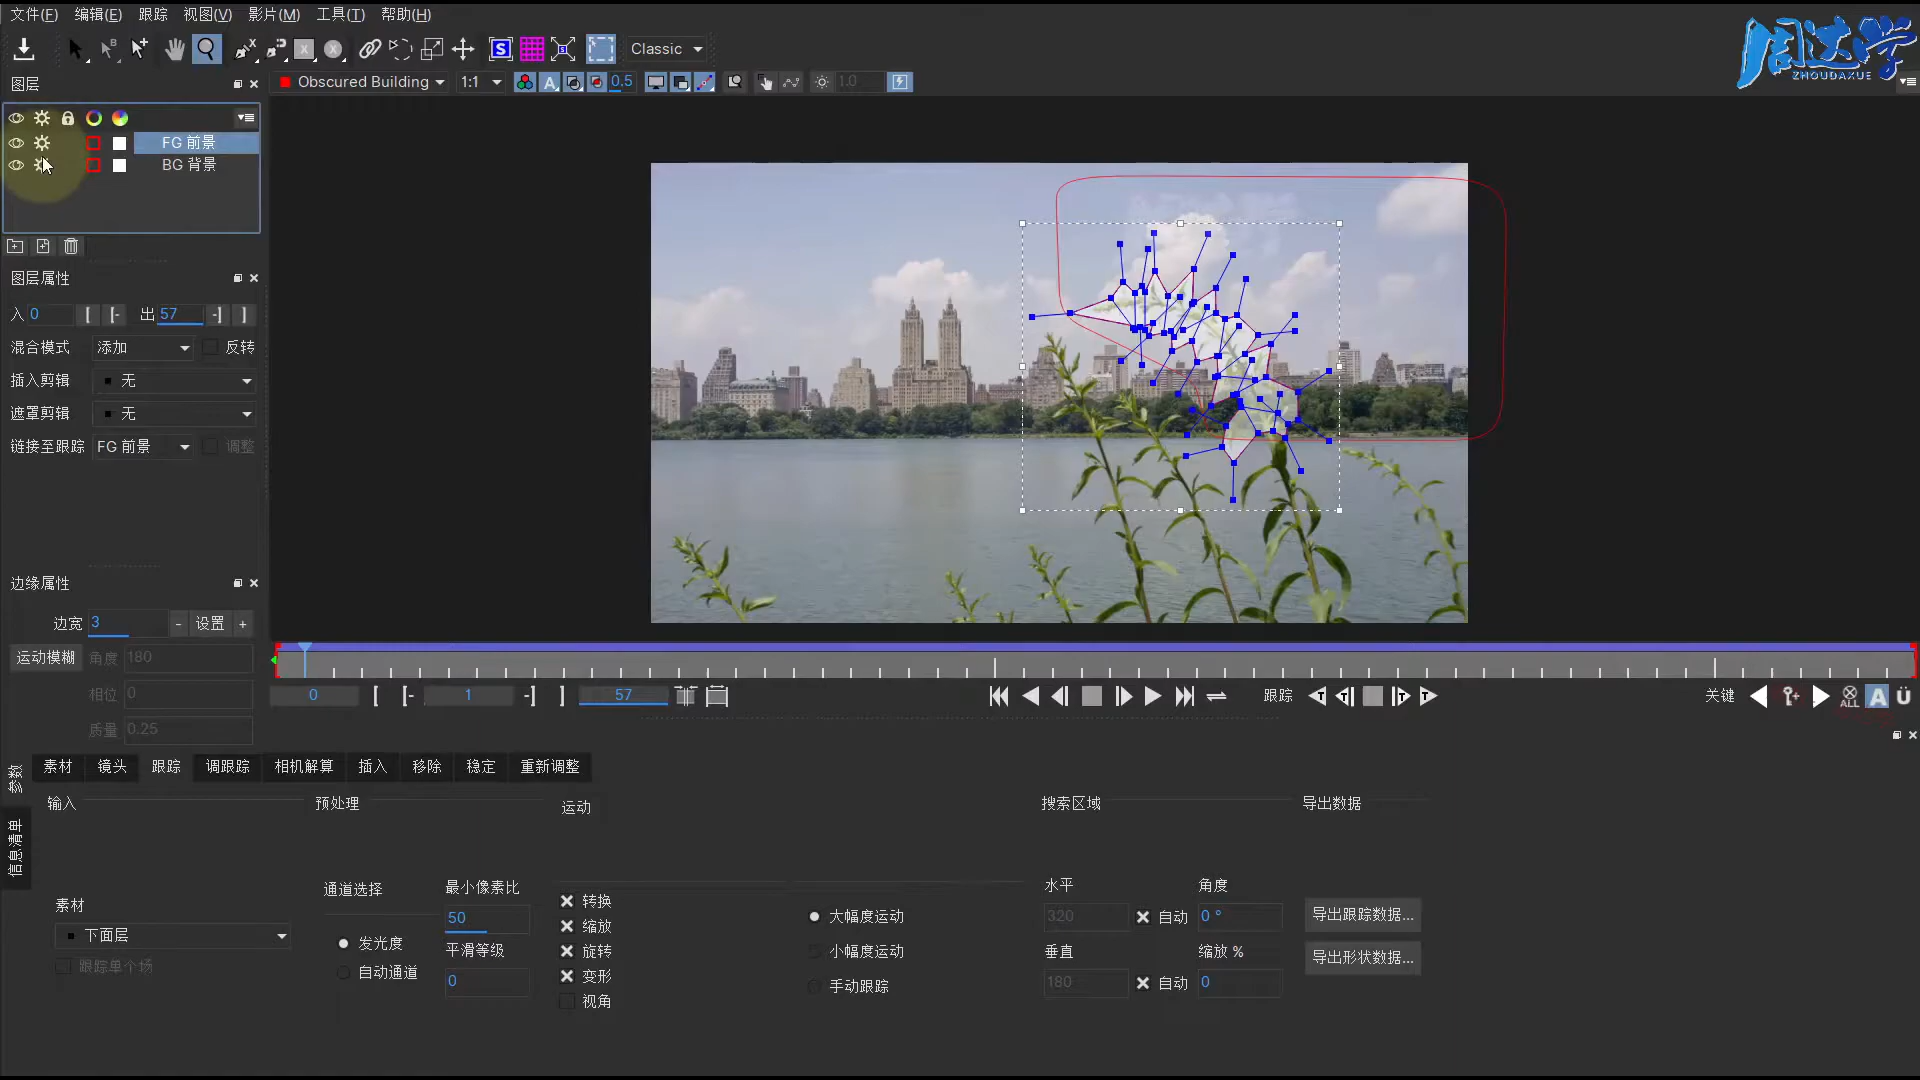 文件(F) 编辑(E) 跟踪 视图(V) 影片(M) 工具(T) 帮助(H)
S Classic
周达学
ZHOUDAXUE
图层
Obscured Building 1:1 A 0.5 1.0
FG 前景
BG 背景
图层属性
入 0 [ [- 出 57 -] ]
混合模式 添加 反转
插入剪辑 无
遮罩剪辑 无
链接至跟踪 FG 前景 调整
边缘属性
边宽 3 - 设置 +
运动模糊 角度 180
相位 0
质量 0.25
0 [ [- 1 -] ] 57 跟踪 关键 ALL A Ü
参数
信息清单
素材 镜头 跟踪 调跟踪 相机解算 插入 移除 稳定 重新调整
输入 预处理 运动 搜索区域 导出数据
素材
下面层
跟踪单个场
通道选择
发光度
自动通道
最小像素比
50
平滑等级
0
转换
缩放
旋转
变形
视角
大幅度运动
小幅度运动
手动跟踪
水平 角度
320 自动 0 °
垂直 缩放 %
180 自动 0
导出跟踪数据...
导出形状数据...